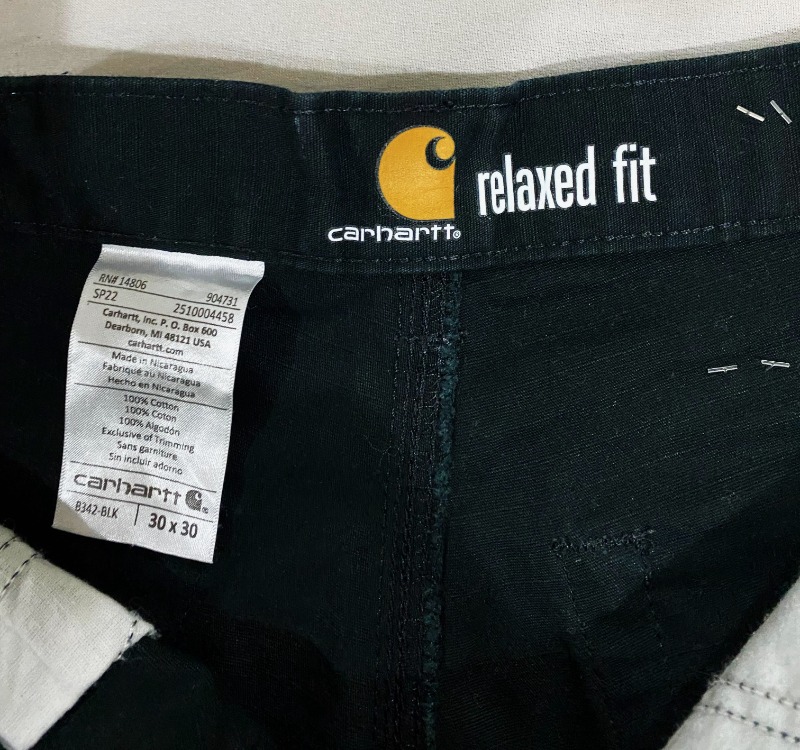 carhartt®
relaxed fit
RN# 14806 904731
SP22 2510004458
Carhartt, Inc. P. O. Box 600
Dearborn, MI 48121 USA
carhartt.com
Made in Nicaragua
Fabriqué au Nicaragua
Hecho en Nicaragua
100% Cotton
100% Coton
100% Algodón
Exclusive of Trimming
Sans garniture
Sin incluir adorno
carhartt®
B342-BLK 30 x 30